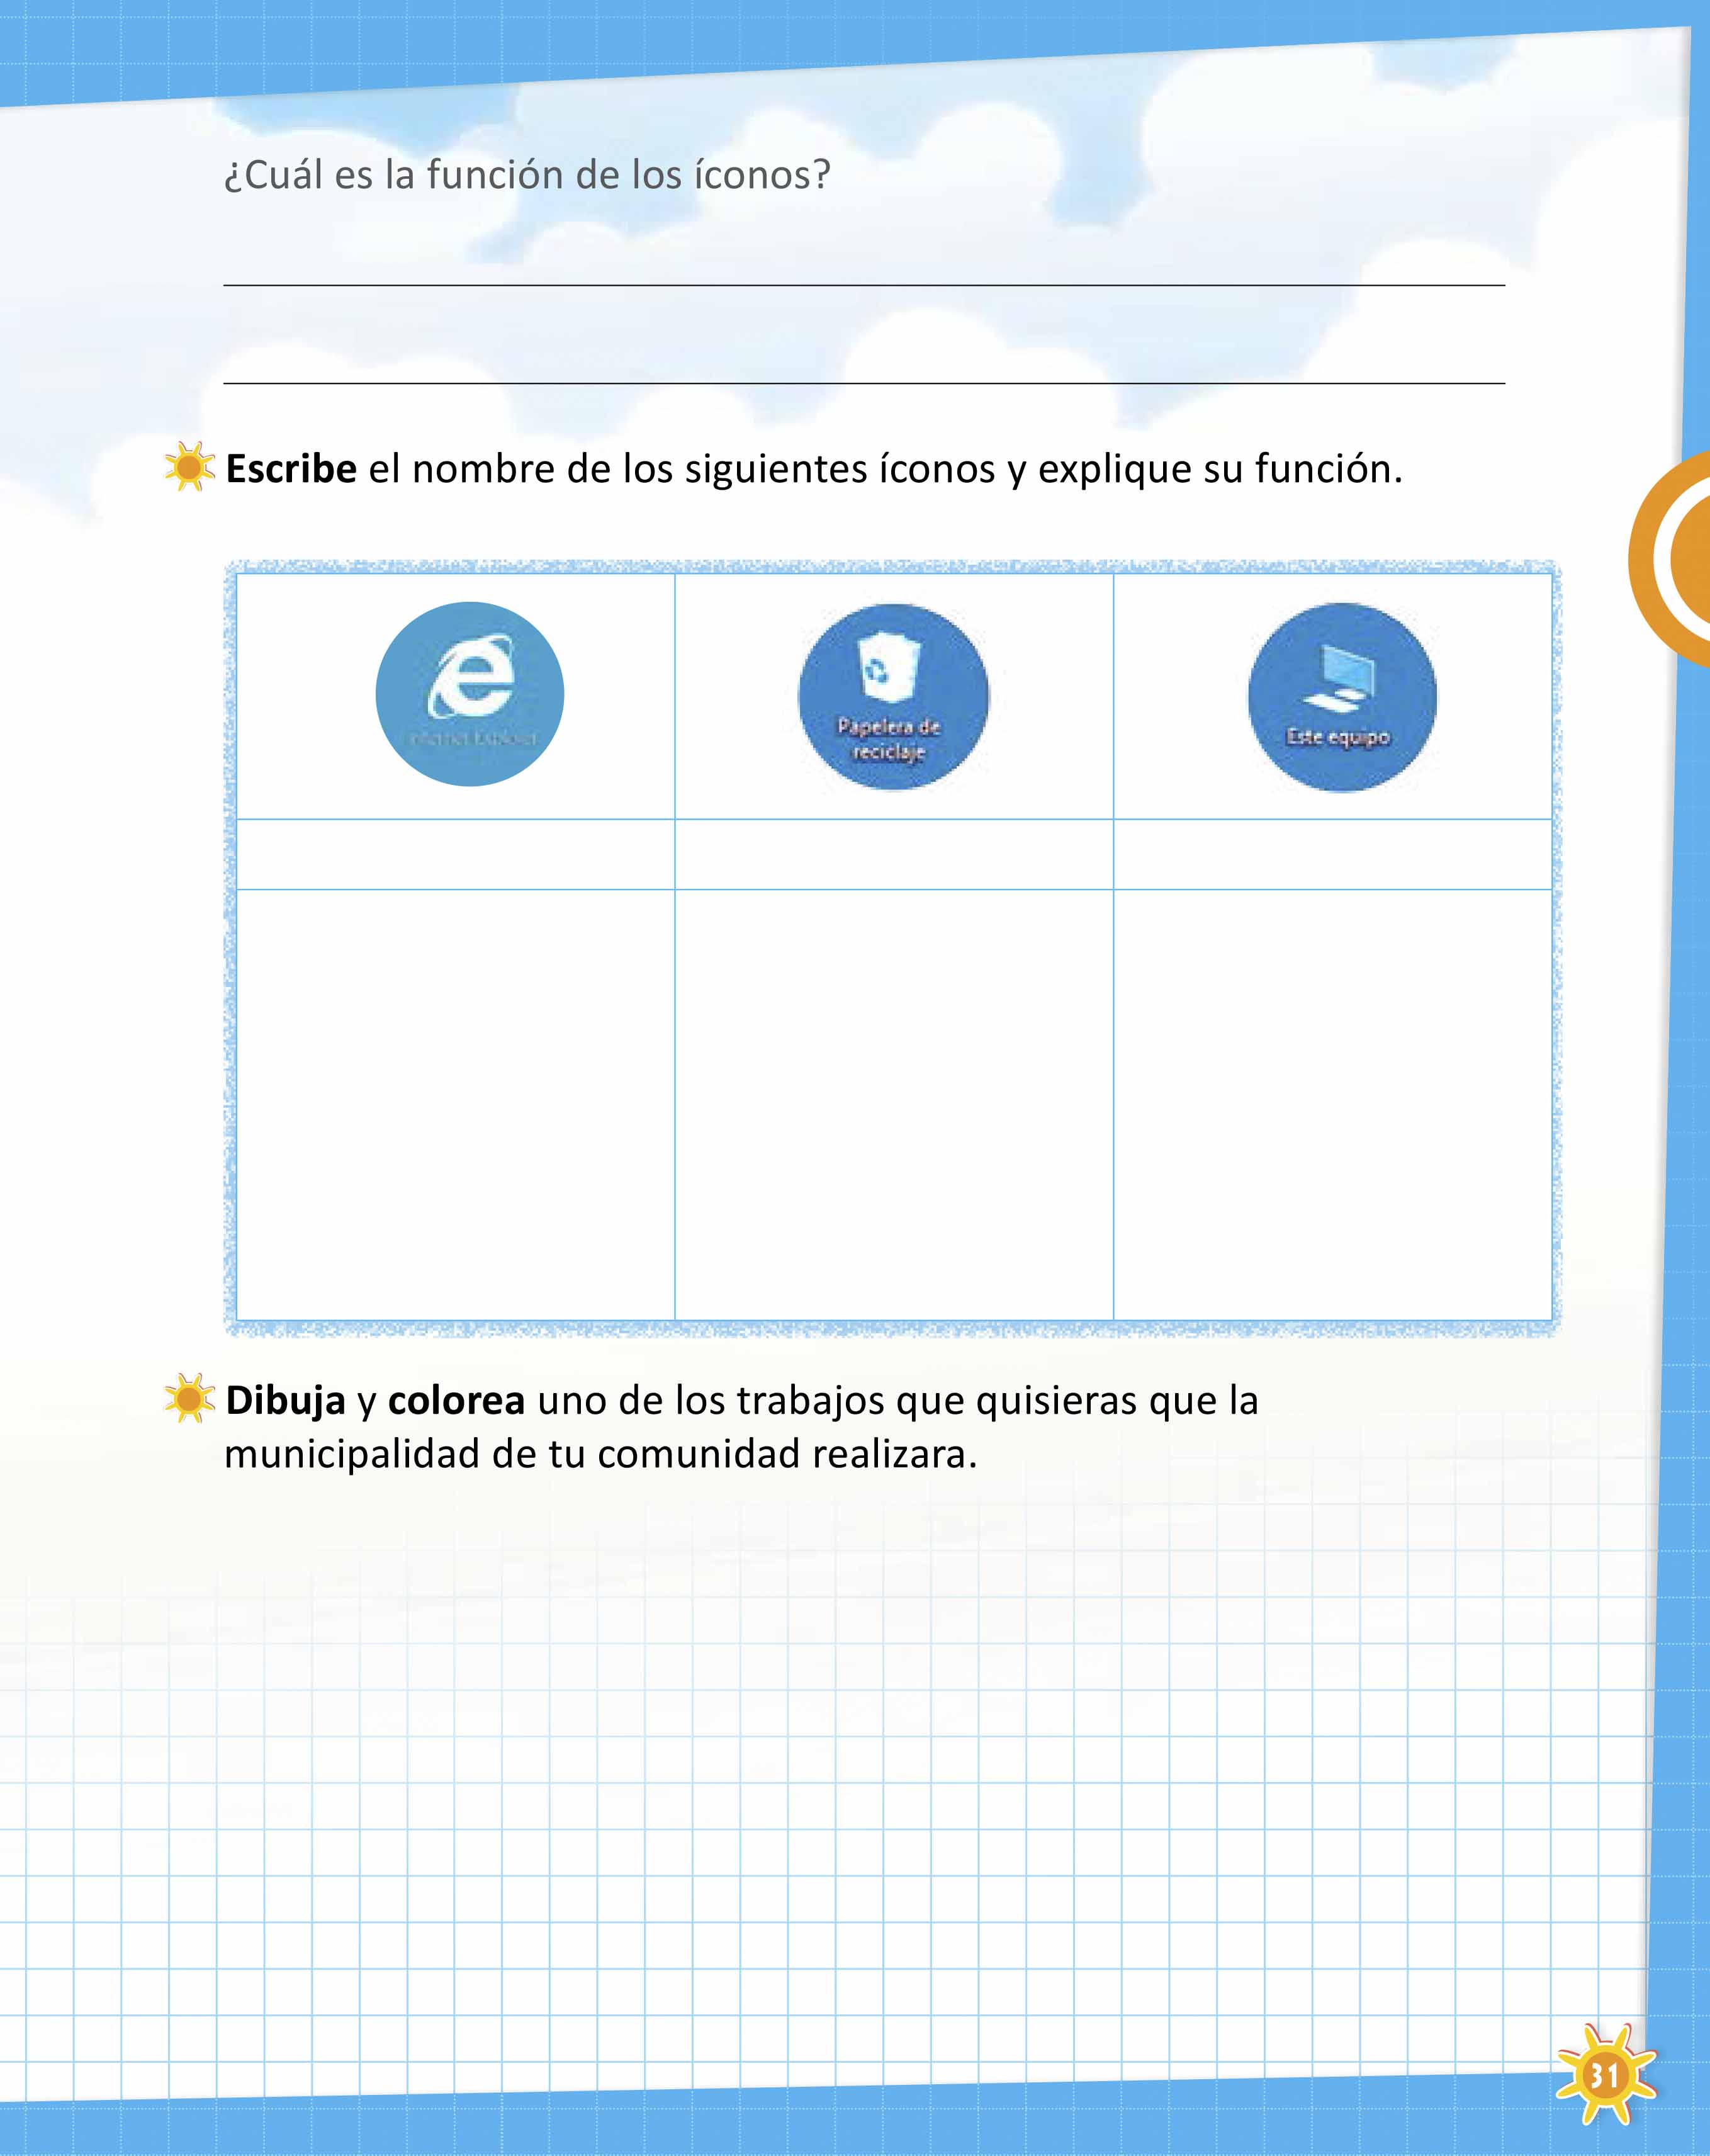 ¿Cuál es la función de los íconos?
Escribe el nombre de los siguientes íconos y explique su función.
Internet Explorer
Papelera de
reciclaje
Este equipo
Dibuja y colorea uno de los trabajos que quisieras que la
municipalidad de tu comunidad realizara.
31